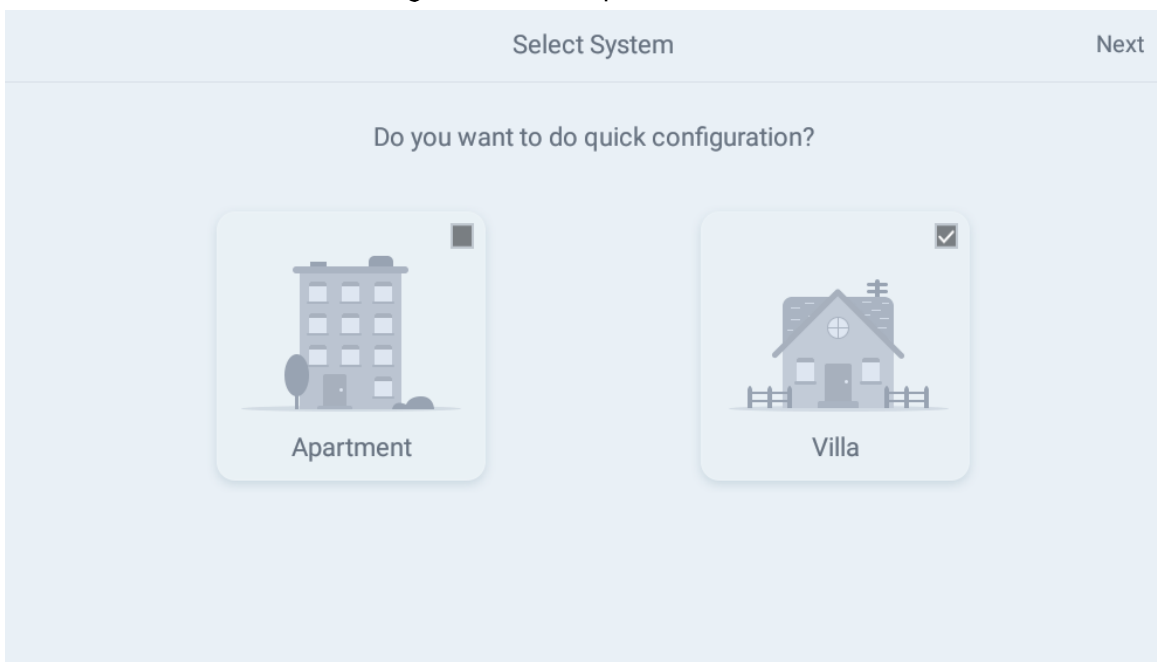 Select System
Next
Do you want to do quick configuration?
Apartment
Villa